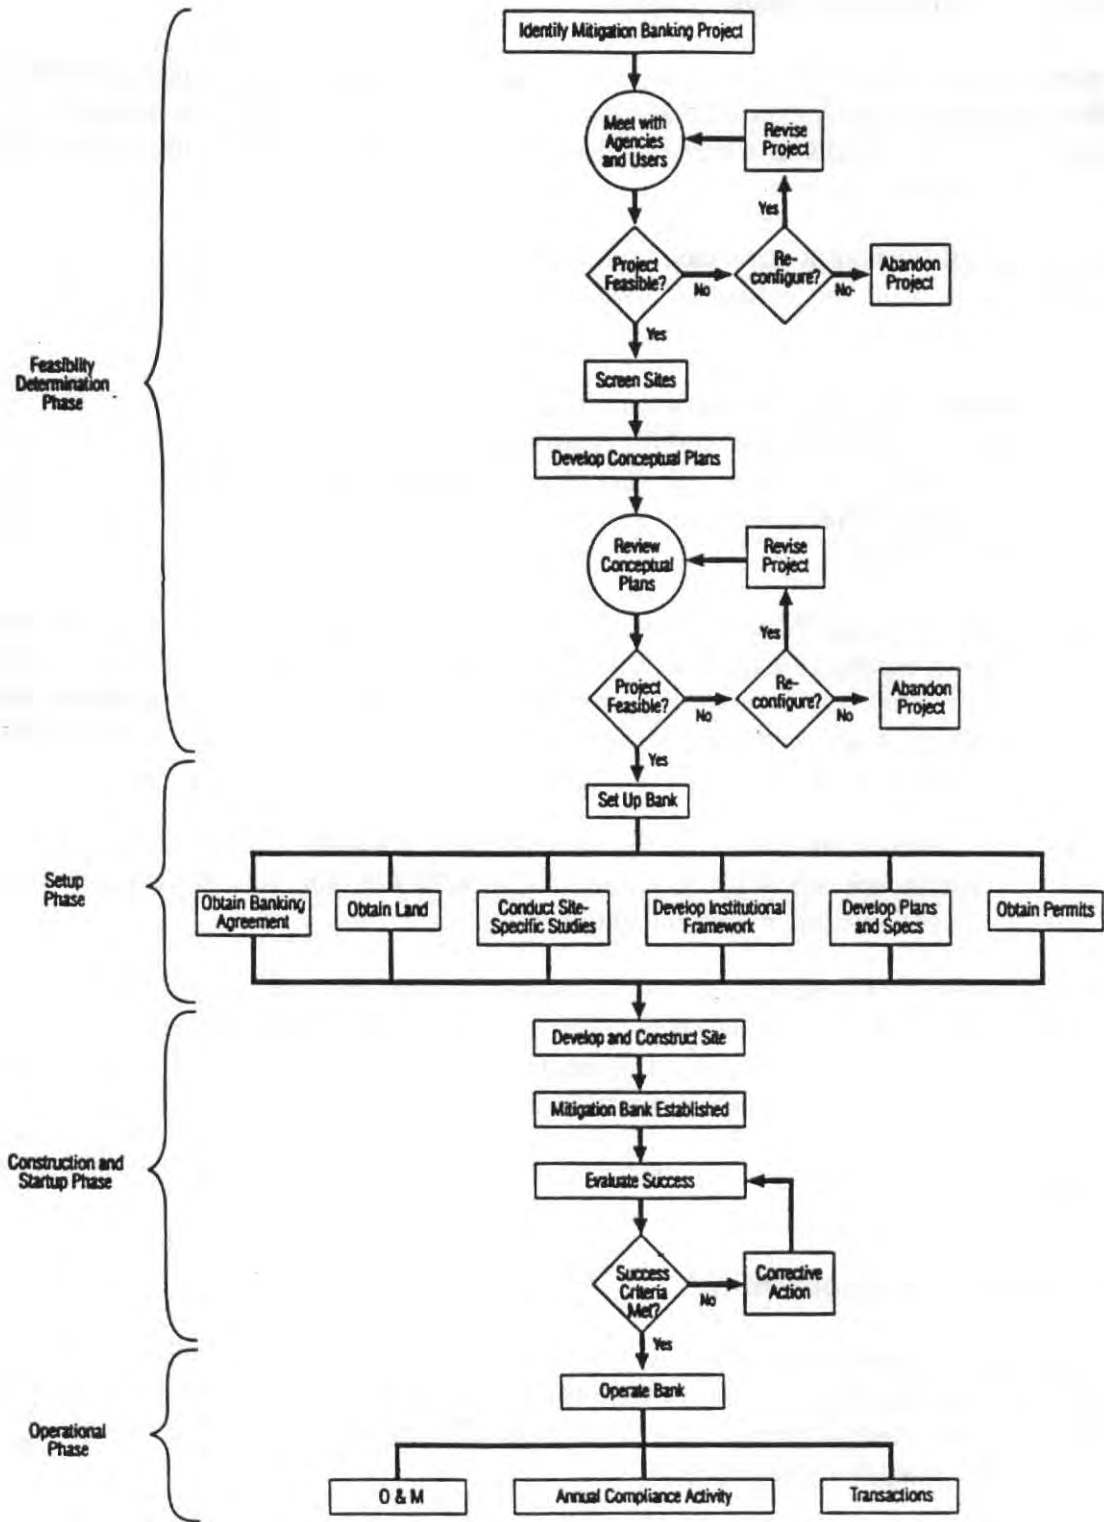 Identify Mitigation Banking Project
Meet with
Agencies
and Users
Revise
Project
Yes
Project
Feasible?
No
Re-
configure?
No
Abandon
Project
Yes
Screen Sites
Feasibility
Determination
Phase
Develop Conceptual Plans
Review
Conceptual
Plans
Revise
Project
Yes
Project
Feasible?
No
Re-
configure?
No
Abandon
Project
Yes
Set Up Bank
Setup
Phase
Obtain Banking
Agreement
Obtain Land
Conduct Site-
Specific Studies
Develop Institutional
Framework
Develop Plans
and Specs
Obtain Permits
Develop and Construct Site
Mitigation Bank Established
Construction and
Startup Phase
Evaluate Success
Success
Criteria
Met?
No
Corrective
Action
Yes
Operate Bank
Operational
Phase
O & M
Annual Compliance Activity
Transactions